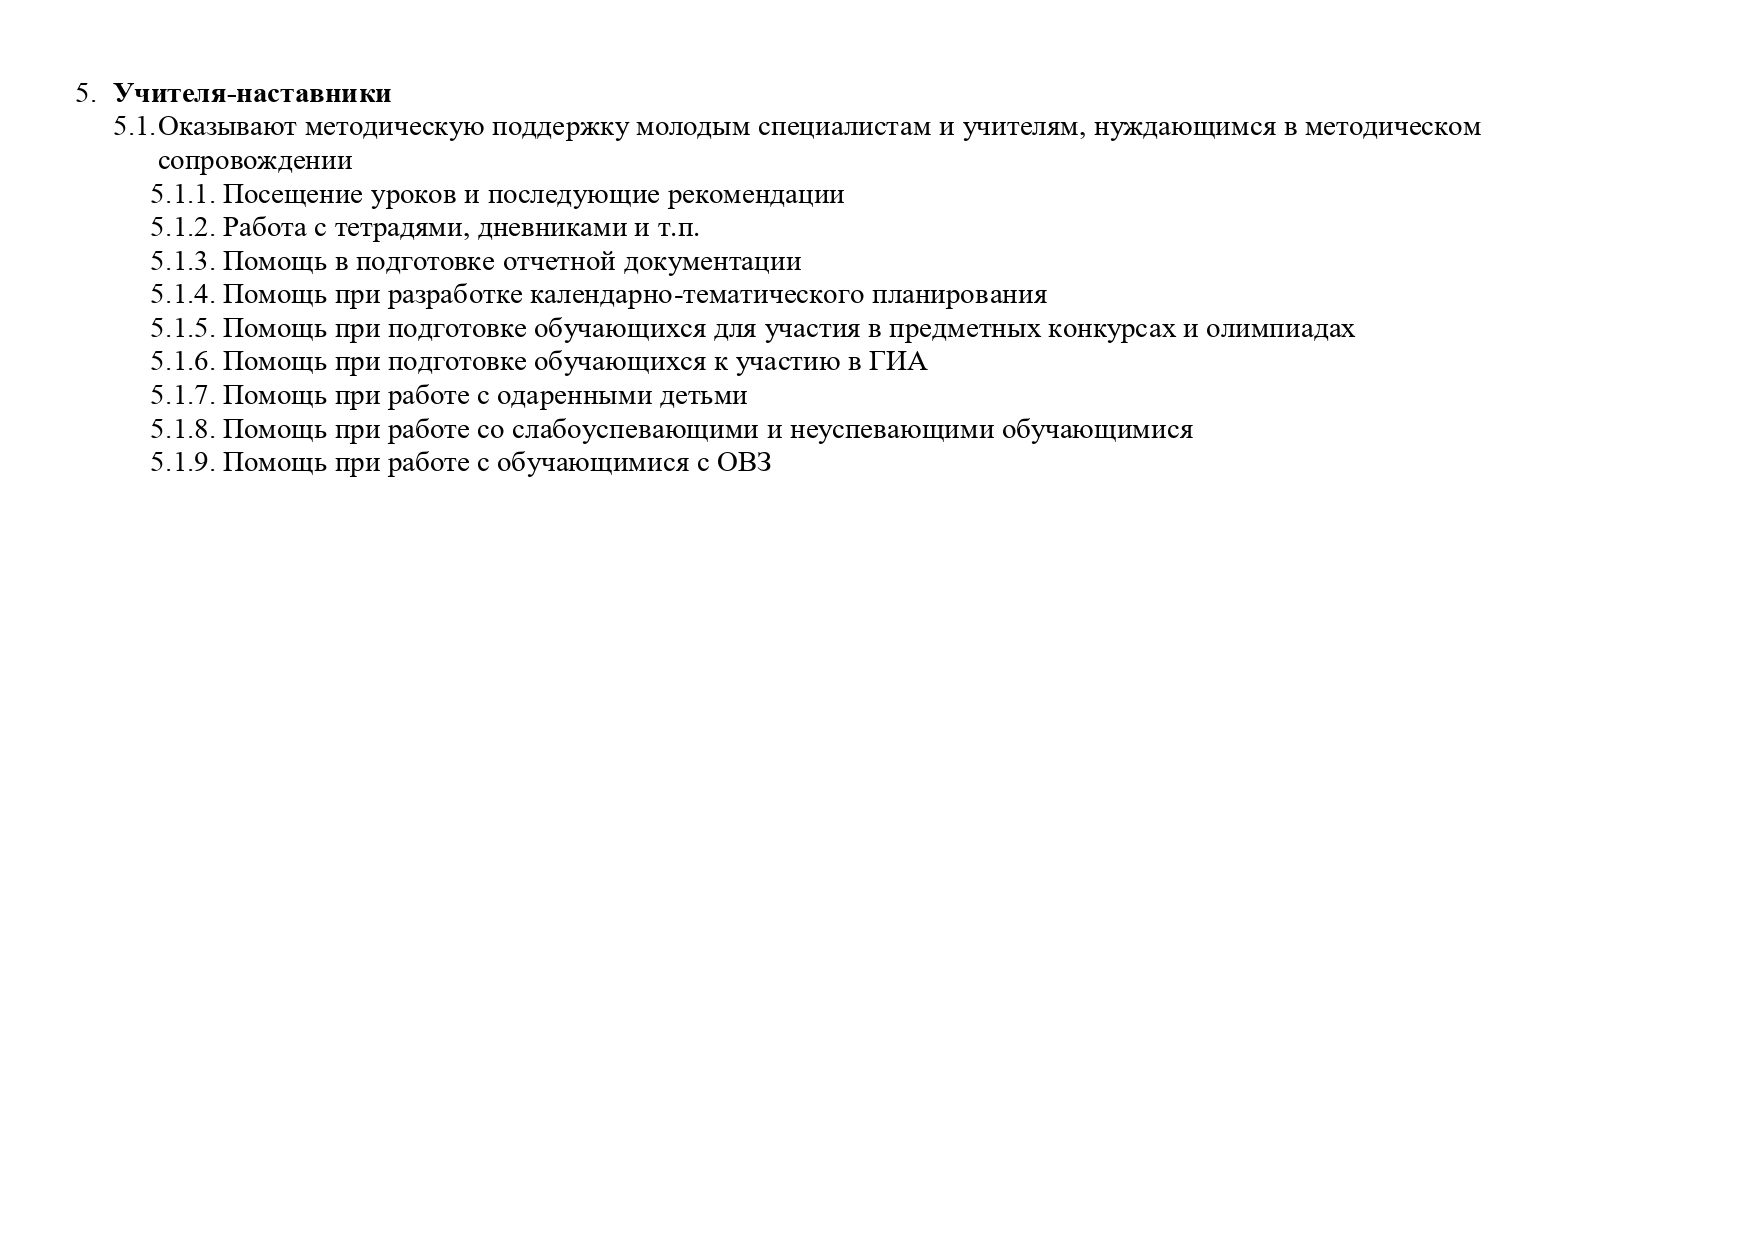 5. Учителя-наставники
5.1. Оказывают методическую поддержку молодым специалистам и учителям, нуждающимся в методическом
сопровождении
5.1.1. Посещение уроков и последующие рекомендации
5.1.2. Работа с тетрадями, дневниками и т.п.
5.1.3. Помощь в подготовке отчетной документации
5.1.4. Помощь при разработке календарно-тематического планирования
5.1.5. Помощь при подготовке обучающихся для участия в предметных конкурсах и олимпиадах
5.1.6. Помощь при подготовке обучающихся к участию в ГИА
5.1.7. Помощь при работе с одаренными детьми
5.1.8. Помощь при работе со слабоуспевающими и неуспевающими обучающимися
5.1.9. Помощь при работе с обучающимися с ОВЗ